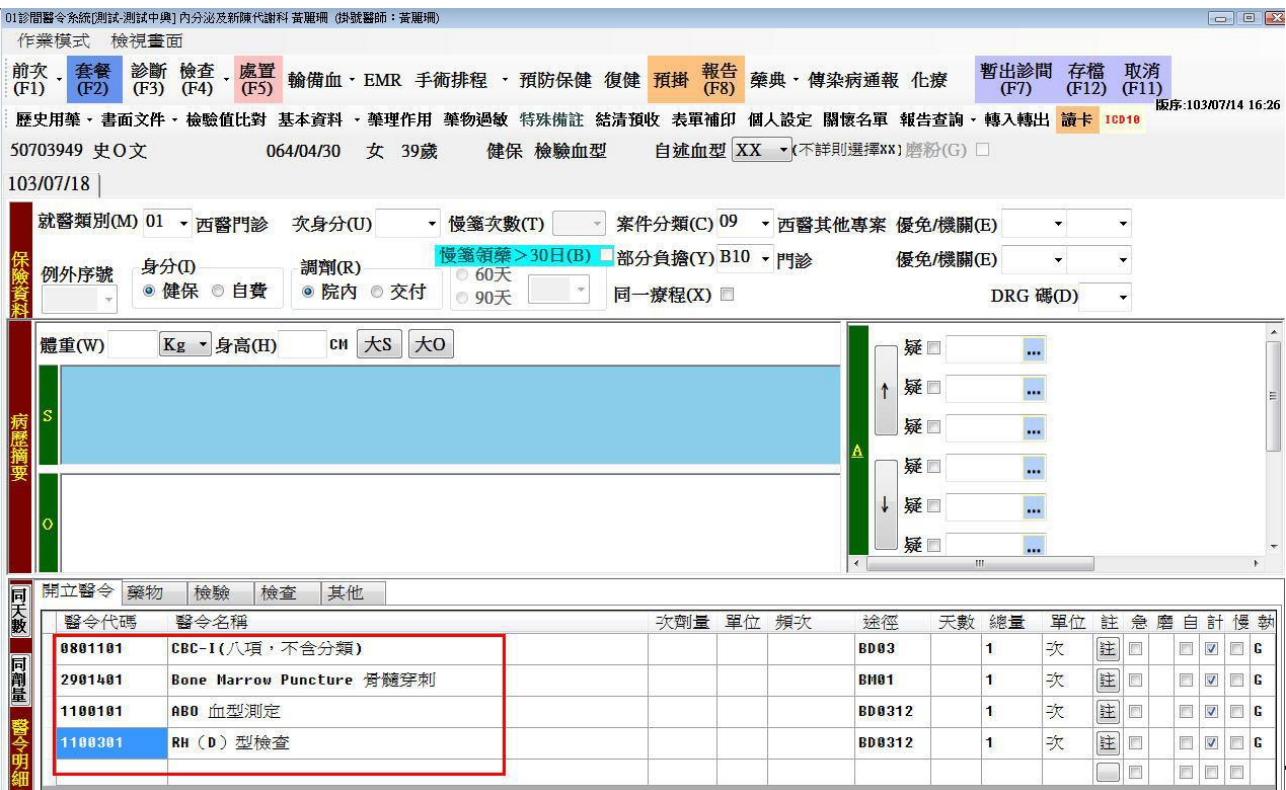 01診間醫令系統[測試-測試中興] 內分泌及新陳代謝科 黃麗珊 (掛號醫師：黃麗珊)
作業模式 檢視畫面
前次(F1) 套餐(F2) 診斷(F3) 檢查(F4) 處置(F5) 輸備血 EMR 手術排程 預防保健 復健 預掛 報告(F8) 藥典 傳染病通報 化療 暫出診間(F7) 存檔(F12) 取消(F11)
版序:103/07/14 16:26
歷史用藥 書面文件 檢驗值比對 基本資料 藥理作用 藥物過敏 特殊備註 結清預收 表單補印 個人設定 關懷名單 報告查詢 轉入轉出 讀卡 ICD10
50703949 史O文 064/04/30 女 39歲 健保 檢驗血型 自述血型 XX (不詳則選擇XX) 磨粉(G)
103/07/18
保險資料
就醫類別(M) 01 西醫門診 次身分(U) 慢箋次數(T) 案件分類(C) 09 西醫其他專案 優免/機關(E)
慢箋領藥＞30日(B) 部分負擔(Y) B10 門診 優免/機關(E)
例外序號 身分(I) 健保 自費 調劑(R) 院內 交付 60天 90天 同一療程(X) DRG 碼(D)
病歷摘要
體重(W) Kg 身高(H) CM 大S 大O
S
O
A
↑
↓
疑 ...
疑 ...
疑 ...
疑 ...
疑 ...
疑 ...
同天數
同劑量
醫令明細
開立醫令 藥物 檢驗 檢查 其他
醫令代碼 醫令名稱 次劑量 單位 頻次 途徑 天數 總量 單位 註 急 磨 自 計 慢 執
0801101 CBC-I(八項，不含分類) BD03 1 次 註 G
2901401 Bone Marrow Puncture 骨髓穿刺 BM01 1 次 註 G
1100101 ABO 血型測定 BD0312 1 次 註 G
1100301 RH（D）型檢查 BD0312 1 次 註 G